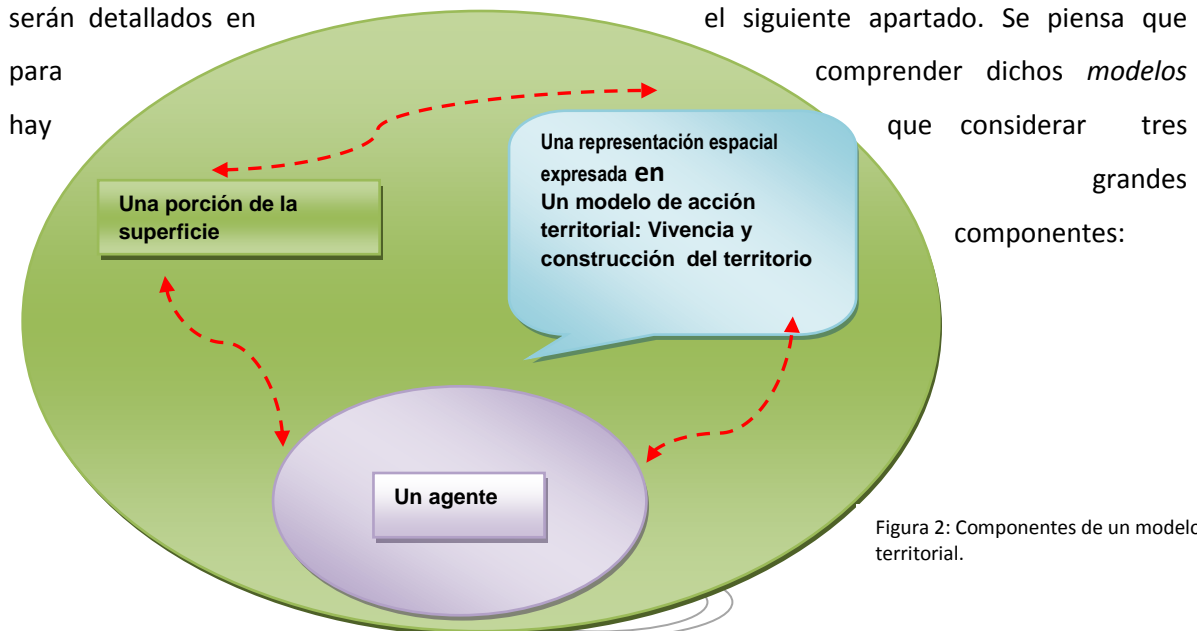 serán detallados en el siguiente apartado. Se piensa que
para comprender dichos modelos
hay que considerar tres
grandes
componentes:
Una representación espacial
expresada en
Un modelo de acción
territorial: Vivencia y
construcción del territorio
Una porción de la
superficie
Un agente
Figura 2: Componentes de un modelo
territorial.